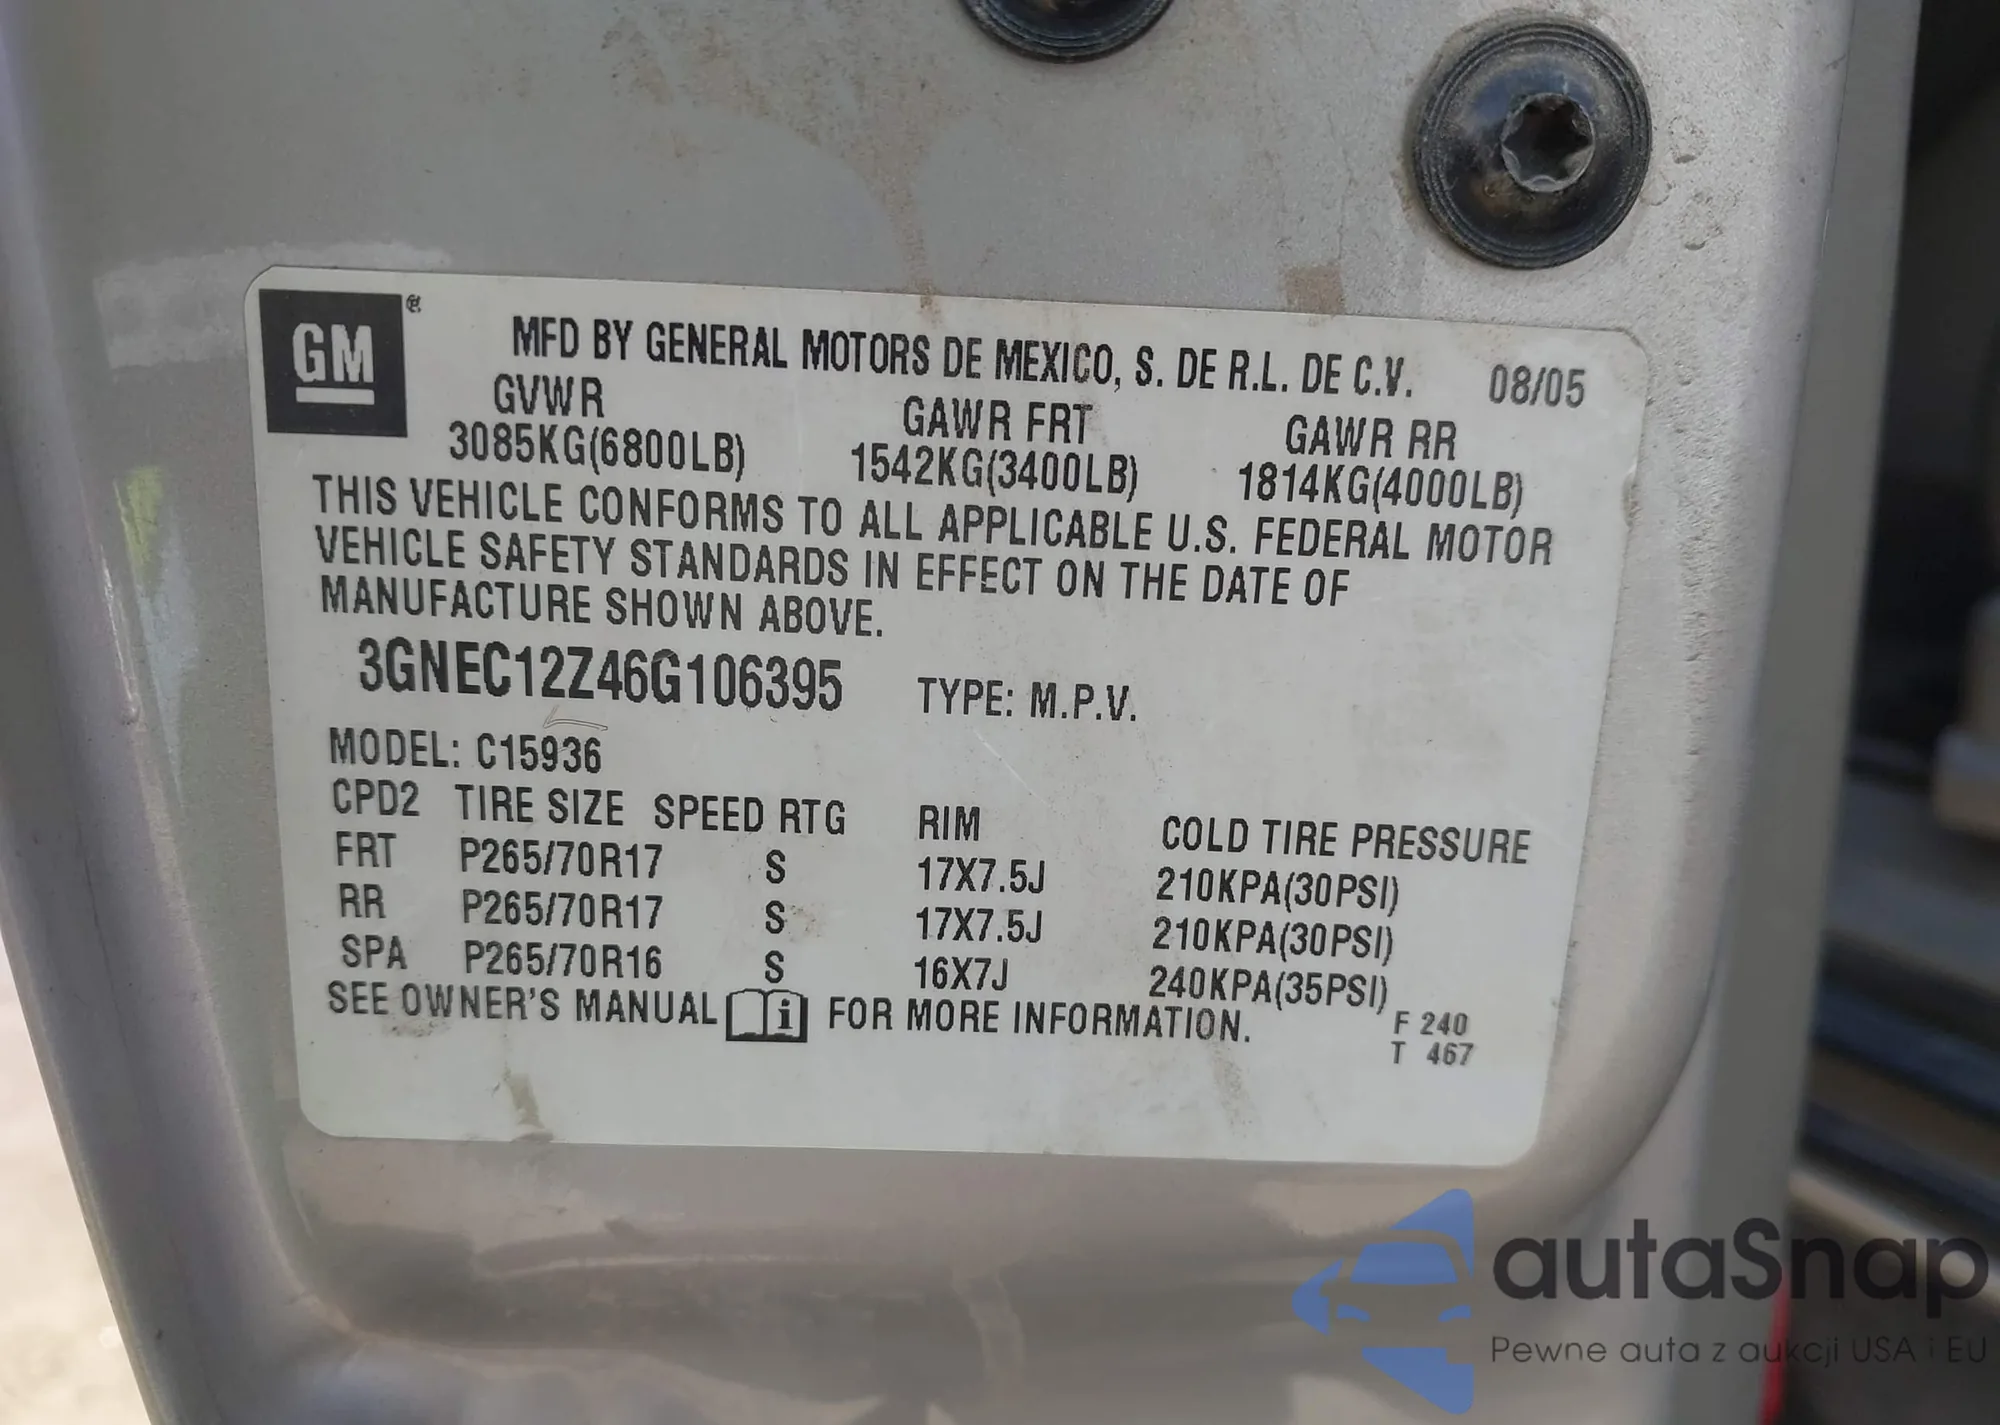 GM ®
MFD BY GENERAL MOTORS DE MEXICO, S. DE R.L. DE C.V. 08/05
GVWR GAWR FRT GAWR RR
3085KG(6800LB) 1542KG(3400LB) 1814KG(4000LB)
THIS VEHICLE CONFORMS TO ALL APPLICABLE U.S. FEDERAL MOTOR
VEHICLE SAFETY STANDARDS IN EFFECT ON THE DATE OF
MANUFACTURE SHOWN ABOVE.
3GNEC12Z46G106395 TYPE: M.P.V.
MODEL: C15936
CPD2 TIRE SIZE SPEED RTG RIM COLD TIRE PRESSURE
FRT P265/70R17 S 17X7.5J 210KPA(30PSI)
RR P265/70R17 S 17X7.5J 210KPA(30PSI)
SPA P265/70R16 S 16X7J 240KPA(35PSI)
SEE OWNER'S MANUAL i FOR MORE INFORMATION.
F 240
T 467
autaSnap
Pewne auta z aukcji USA i EU